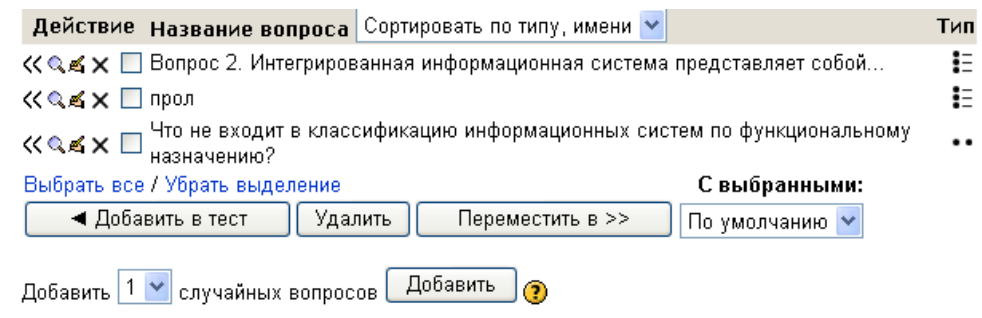 Действие Название вопроса Сортировать по типу, имени Тип
Вопрос 2. Интегрированная информационная система представляет собой...
прол
Что не входит в классификацию информационных систем по функциональному
назначению?
Выбрать все / Убрать выделение С выбранными:
◄ Добавить в тест Удалить Переместить в >> По умолчанию
Добавить 1 случайных вопросов Добавить ?